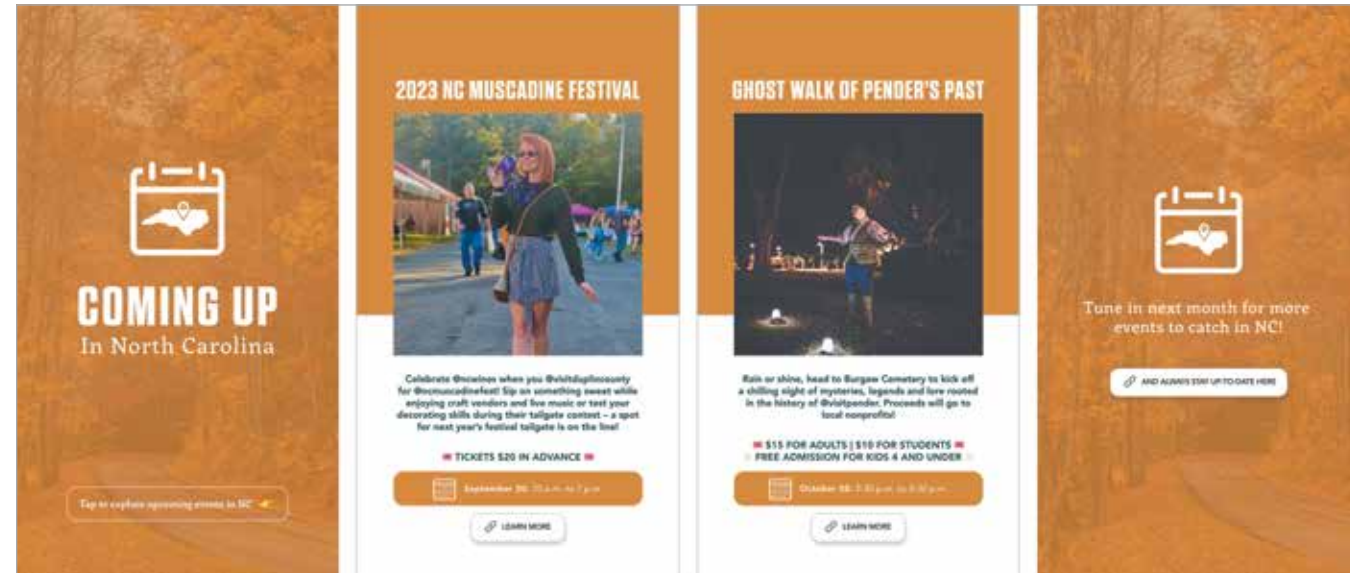 COMING UP
In North Carolina
Tap to explore upcoming events in NC
2023 NC MUSCADINE FESTIVAL
Celebrate @ncwines when you @visitduplincounty
for @ncmuscadinefest! Sip on something sweet while
enjoying craft vendors and live music or test your
decorating skills during their tailgate contest – a spot
for next year's festival tailgate is on the line!
TICKETS $20 IN ADVANCE
September 30: 10 a.m. to 7 p.m.
LEARN MORE
GHOST WALK OF PENDER'S PAST
Rain or shine, head to Burgaw Cemetery to kick off
a chilling night of mysteries, legends and lore rooted
in the history of @visitpender. Proceeds will go to
local nonprofits!
$15 FOR ADULTS | $10 FOR STUDENTS
FREE ADMISSION FOR KIDS 4 AND UNDER
October
LEARN MORE
Tune in next month for more
events to catch in NC!
AND ALWAYS STAY UP-TO-DATE HERE